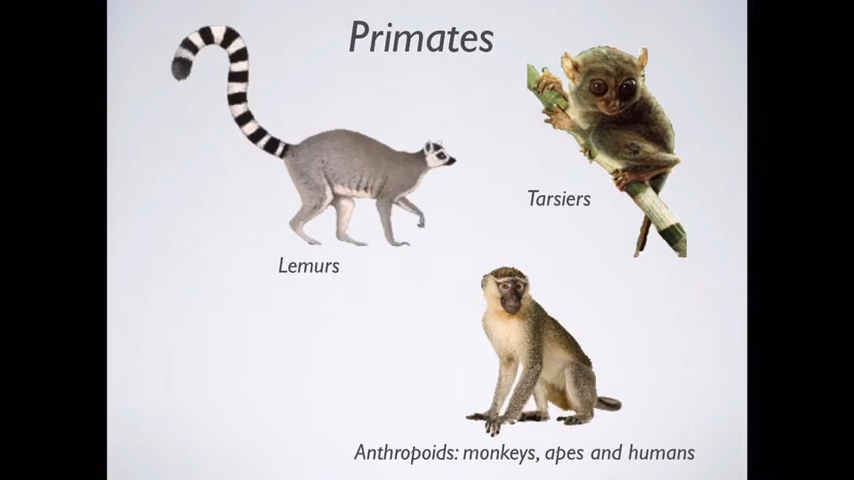 Primates
Tarsiers
Lemurs
Anthropoids: monkeys, apes and humans